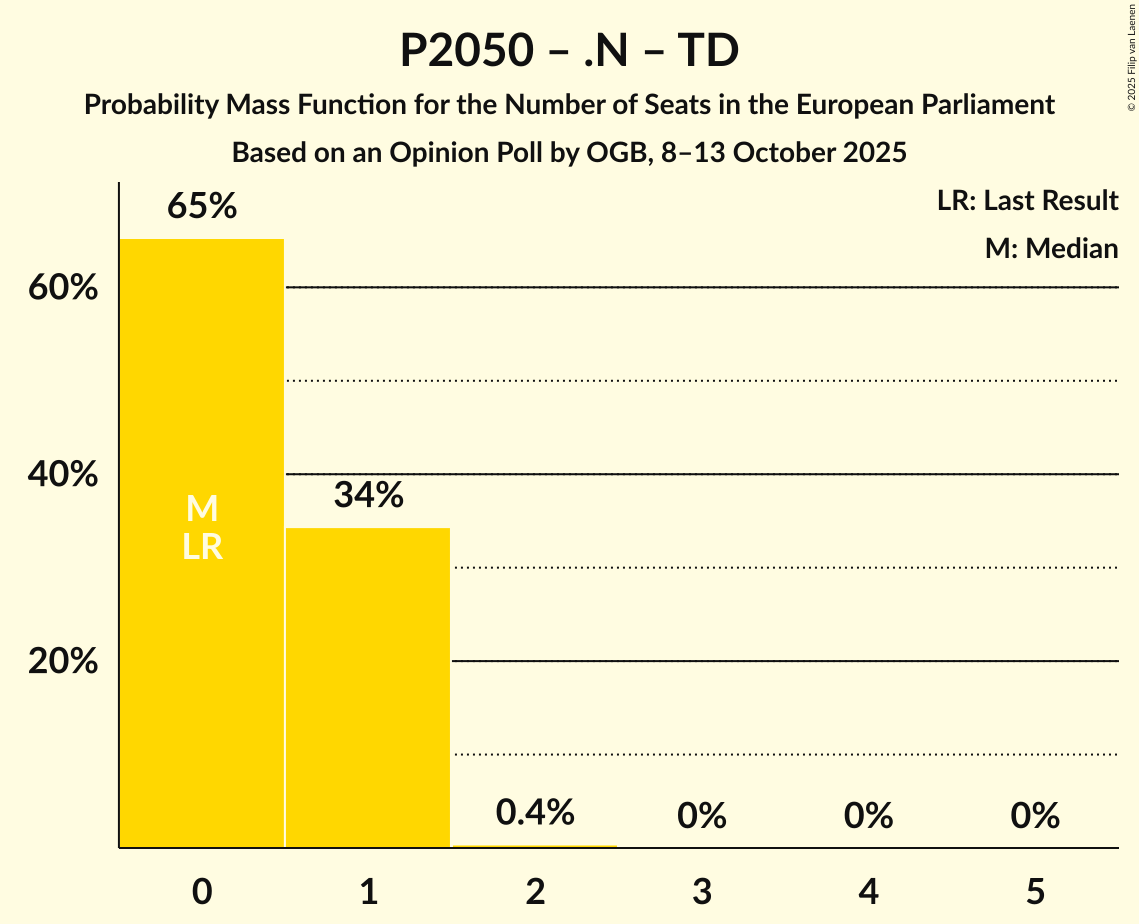 P2050 – .N – TD
Probability Mass Function for the Number of Seats in the European Parliament
Based on an Opinion Poll by OGB, 8–13 October 2025
© 2025 Filip van Laenen
LR: Last Result
M: Median
65%
60%
40%
34%
M
LR
20%
0.4%
0%
0%
0%
0
1
2
3
4
5